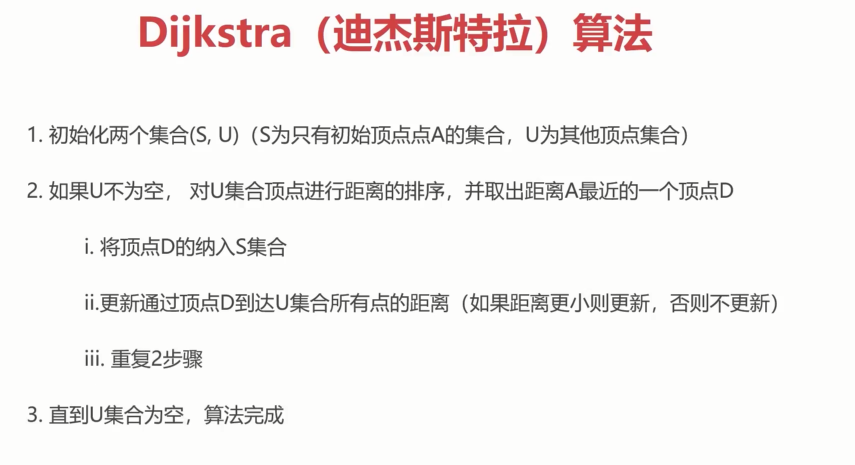 Dijkstra（迪杰斯特拉）算法
1. 初始化两个集合(S, U)（S为只有初始顶点点A的集合，U为其他顶点集合）
2. 如果U不为空， 对U集合顶点进行距离的排序，并取出距离A最近的一个顶点D
i. 将顶点D的纳入S集合
ii.更新通过顶点D到达U集合所有点的距离（如果距离更小则更新，否则不更新）
iii. 重复2步骤
3. 直到U集合为空，算法完成